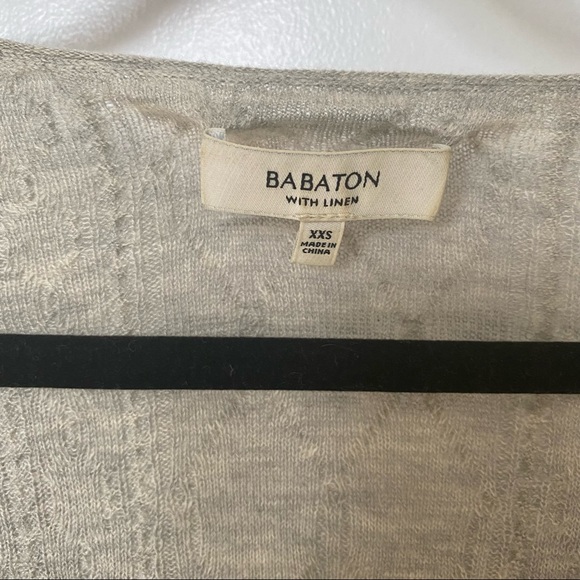 BABATON
WITH LINEN
XXS
MADE IN
CHINA